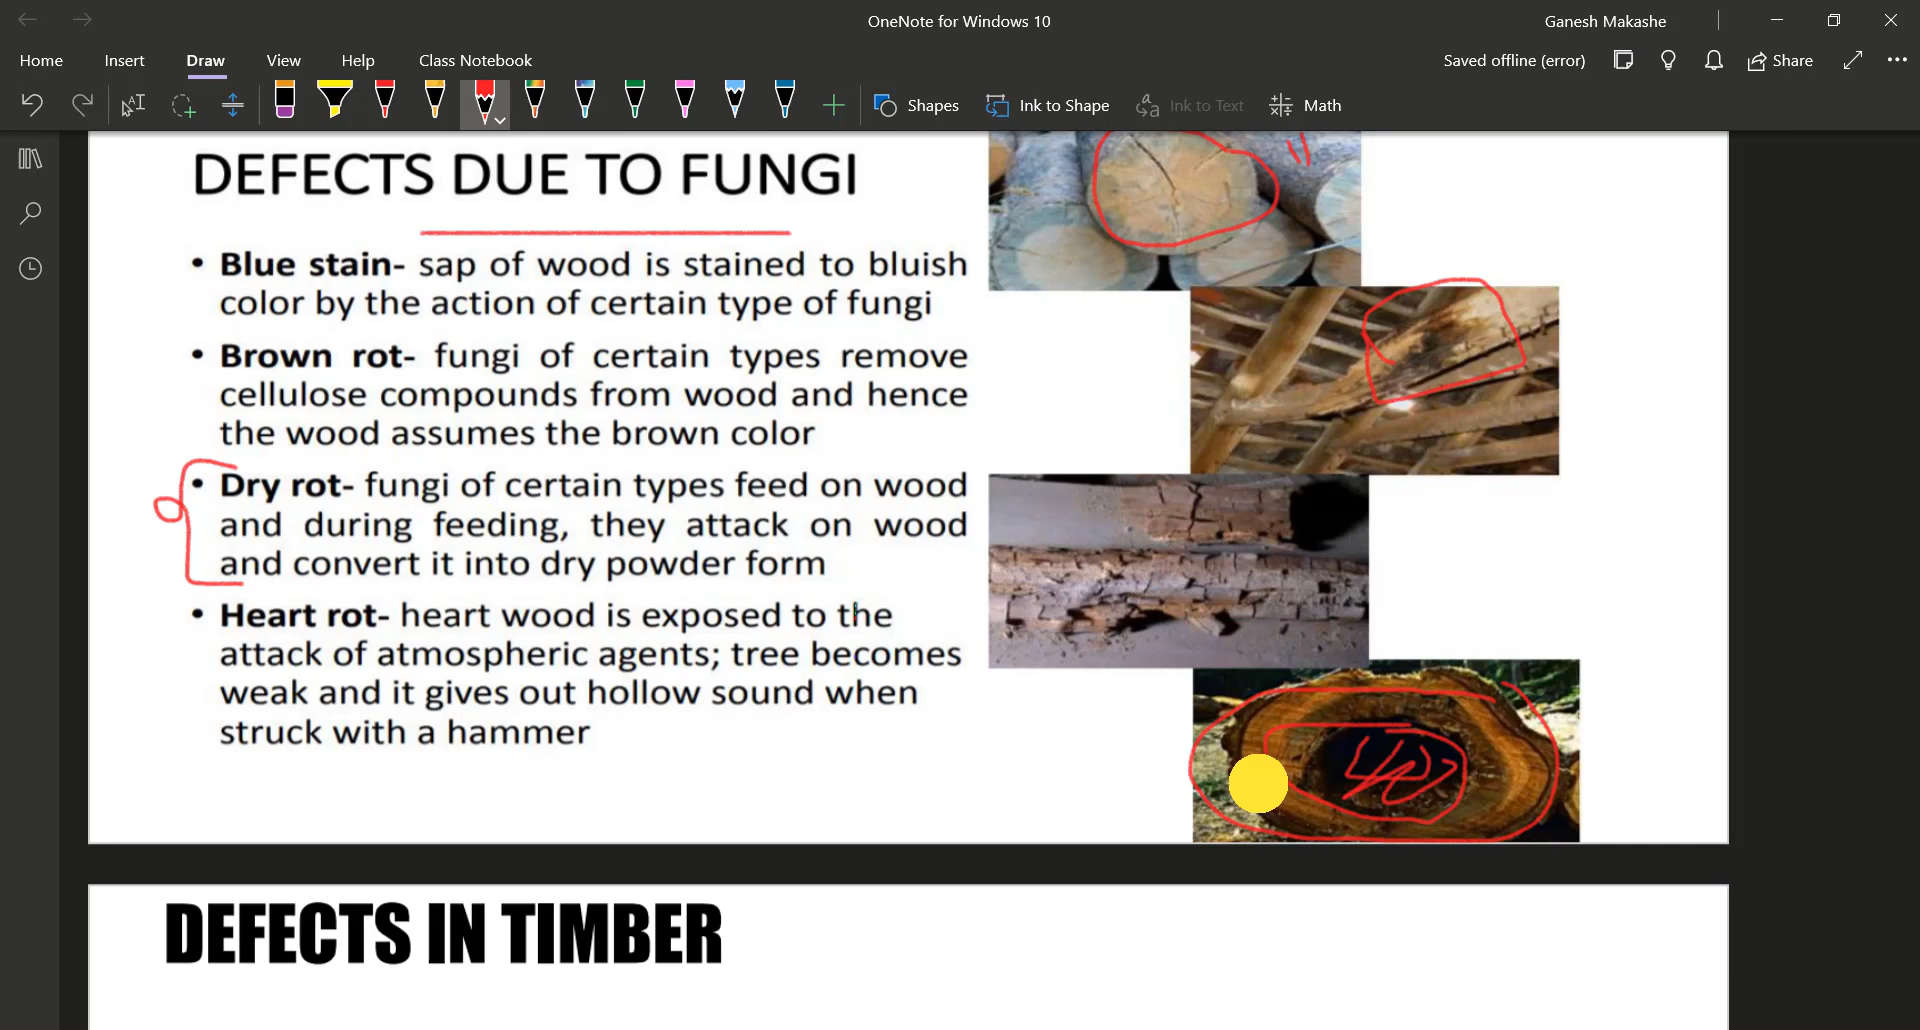 OneNote for Windows 10
Ganesh Makashe
Home Insert Draw View Help Class Notebook
Saved offline (error) Share
Shapes Ink to Shape Ink to Text Math
DEFECTS DUE TO FUNGI
• Blue stain- sap of wood is stained to bluish
color by the action of certain type of fungi
• Brown rot- fungi of certain types remove
cellulose compounds from wood and hence
the wood assumes the brown color
• Dry rot- fungi of certain types feed on wood
and during feeding, they attack on wood
and convert it into dry powder form
• Heart rot- heart wood is exposed to the
attack of atmospheric agents; tree becomes
weak and it gives out hollow sound when
struck with a hammer
DEFECTS IN TIMBER